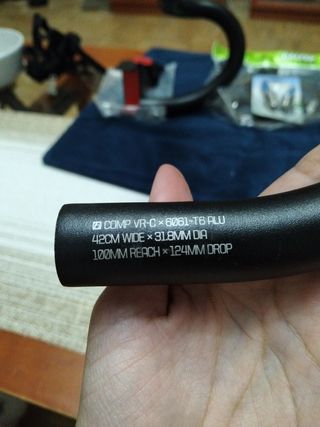 COMP VR-C × 6061-T6 ALU
42CM WIDE × 31.8MM DIA
100MM REACH × 124MM DROP